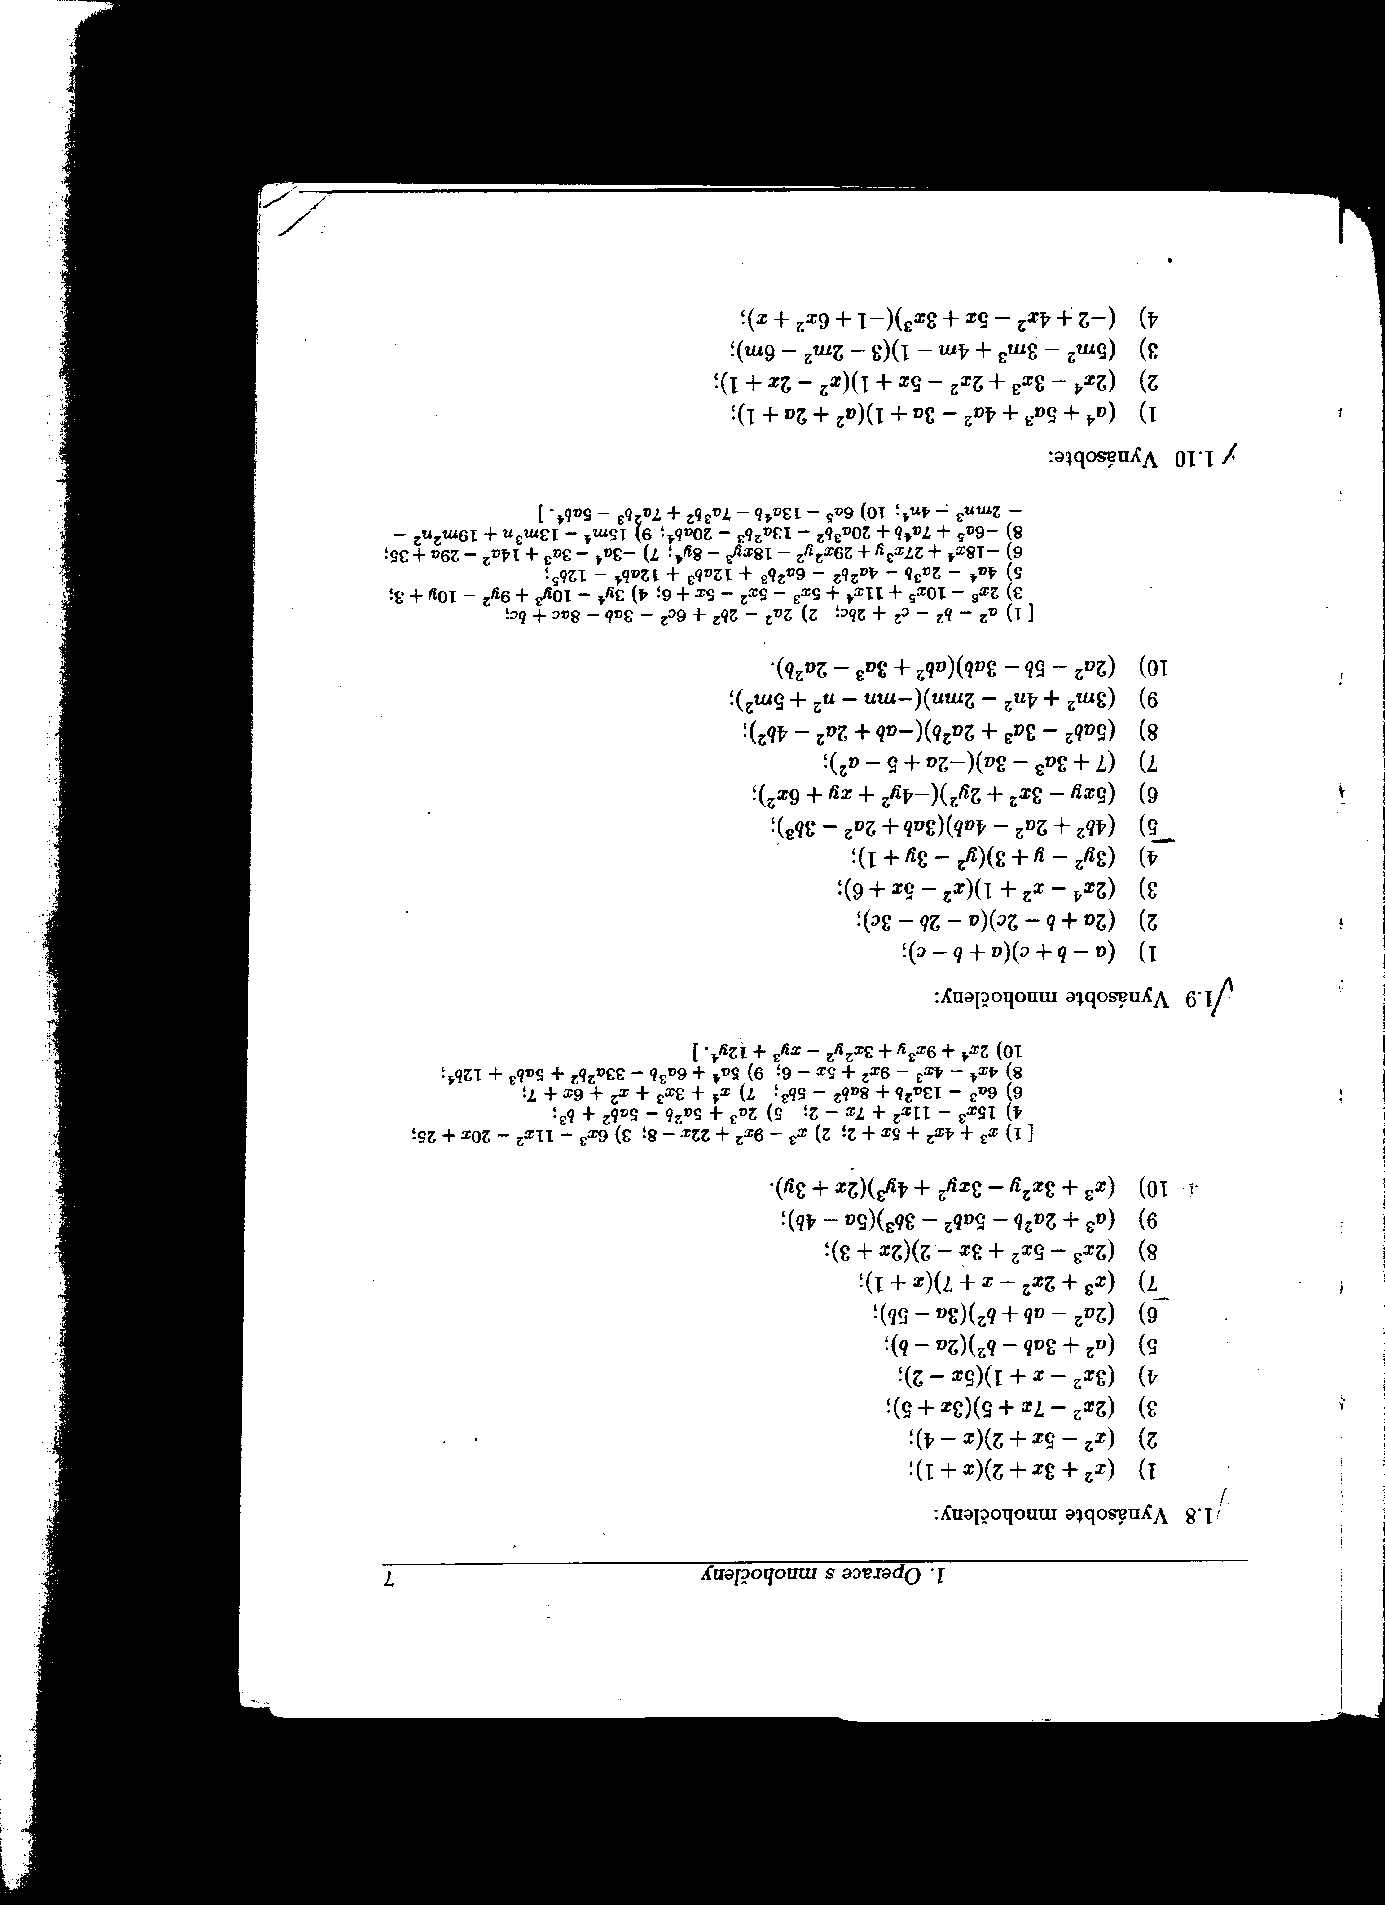 1. Operace s mnohočleny 7
1.8 Vynásobte mnohočleny:
1) (x² + 3x + 2)(x + 1);
2) (x² − 5x + 2)(x − 4);
3) (2x² − 7x + 5)(3x + 5);
4) (3x² − x + 1)(5x − 2);
5) (a² + 3ab − b²)(2a − b);
6) (2a² − ab + b²)(3a − 5b);
7) (x³ + 2x² − x + 7)(x + 1);
8) (2x³ − 5x² + 3x − 2)(2x + 3);
9) (a³ + 2a²b − 5ab² − 3b³)(5a − 4b);
10) (x³ + 3x²y − 3xy² + 4y³)(2x + 3y).
[ 1) x³ + 4x² + 5x + 2; 2) x³ − 9x² + 22x − 8; 3) 6x³ − 11x² − 20x + 25;
4) 15x³ − 11x² + 7x − 2; 5) 2a³ + 5a²b − 5ab² + b³;
6) 6a³ − 13a²b + 8ab² − 5b³; 7) x⁴ + 3x³ + x² + 6x + 7;
8) 4x⁴ − 4x³ − 9x² + 5x − 6; 9) 5a⁴ + 6a³b − 33a²b² + 5ab³ + 12b⁴;
10) 2x⁴ + 9x³y + 3x²y² − xy³ + 12y⁴. ]
1.9 Vynásobte mnohočleny:
1) (a − b + c)(a + b − c);
2) (2a + b − 2c)(a − 2b − 3c);
3) (2x⁴ − x² + 1)(x² − 5x + 6);
4) (3y² − y + 3)(y² − 3y + 1);
5) (4b² + 2a² − 4ab)(3ab + 2a² − 3b³);
6) (5xy − 3x² + 2y²)(−4y² + xy + 6x²);
7) (7 + 3a³ − 3a)(−2a + 5 − a²);
8) (5ab² − 3a³ + 2a²b)(−ab + 2a² − 4b²);
9) (3m² + 4n² − 2mn)(−mn − n² + 5m²);
10) (2a² − 5b − 3ab)(ab² + 3a³ − 2a²b).
[ 1) a² − b² − c² + 2bc; 2) 2a² − 2b² + 6c² − 3ab − 8ac + bc;
3) 2x⁶ − 10x⁵ + 11x⁴ + 5x³ − 5x² − 5x + 6; 4) 3y⁴ − 10y³ + 9y² − 10y + 3;
5) 4a⁴ − 2a³b − 4a²b² − 6a²b³ + 12ab³ + 12ab⁴ − 12b⁵;
6) −18x⁴ + 27x³y + 29x²y² − 18xy³ − 8y⁴; 7) −3a⁴ − 3a³ + 14a² − 29a + 35;
8) −6a⁵ + 7a⁴b + 20a³b² − 13a²b³ − 20ab⁴; 9) 15m⁴ − 13m³n + 19m²n² −
− 2mn³ − 4n⁴; 10) 6a⁵ − 13a⁴b − 7a³b² + 7a²b³ − 5ab⁴. ]
1.10 Vynásobte:
1) (a⁴ + 5a³ + 4a² − 3a + 1)(a² + 2a + 1);
2) (2x⁴ − 3x³ + 2x² − 5x + 1)(x² − 2x + 1);
3) (5m² − 3m³ + 4m − 1)(3 − 2m² − 6m);
4) (−2 + 4x² − 5x + 3x³)(−1 + 6x² + x);